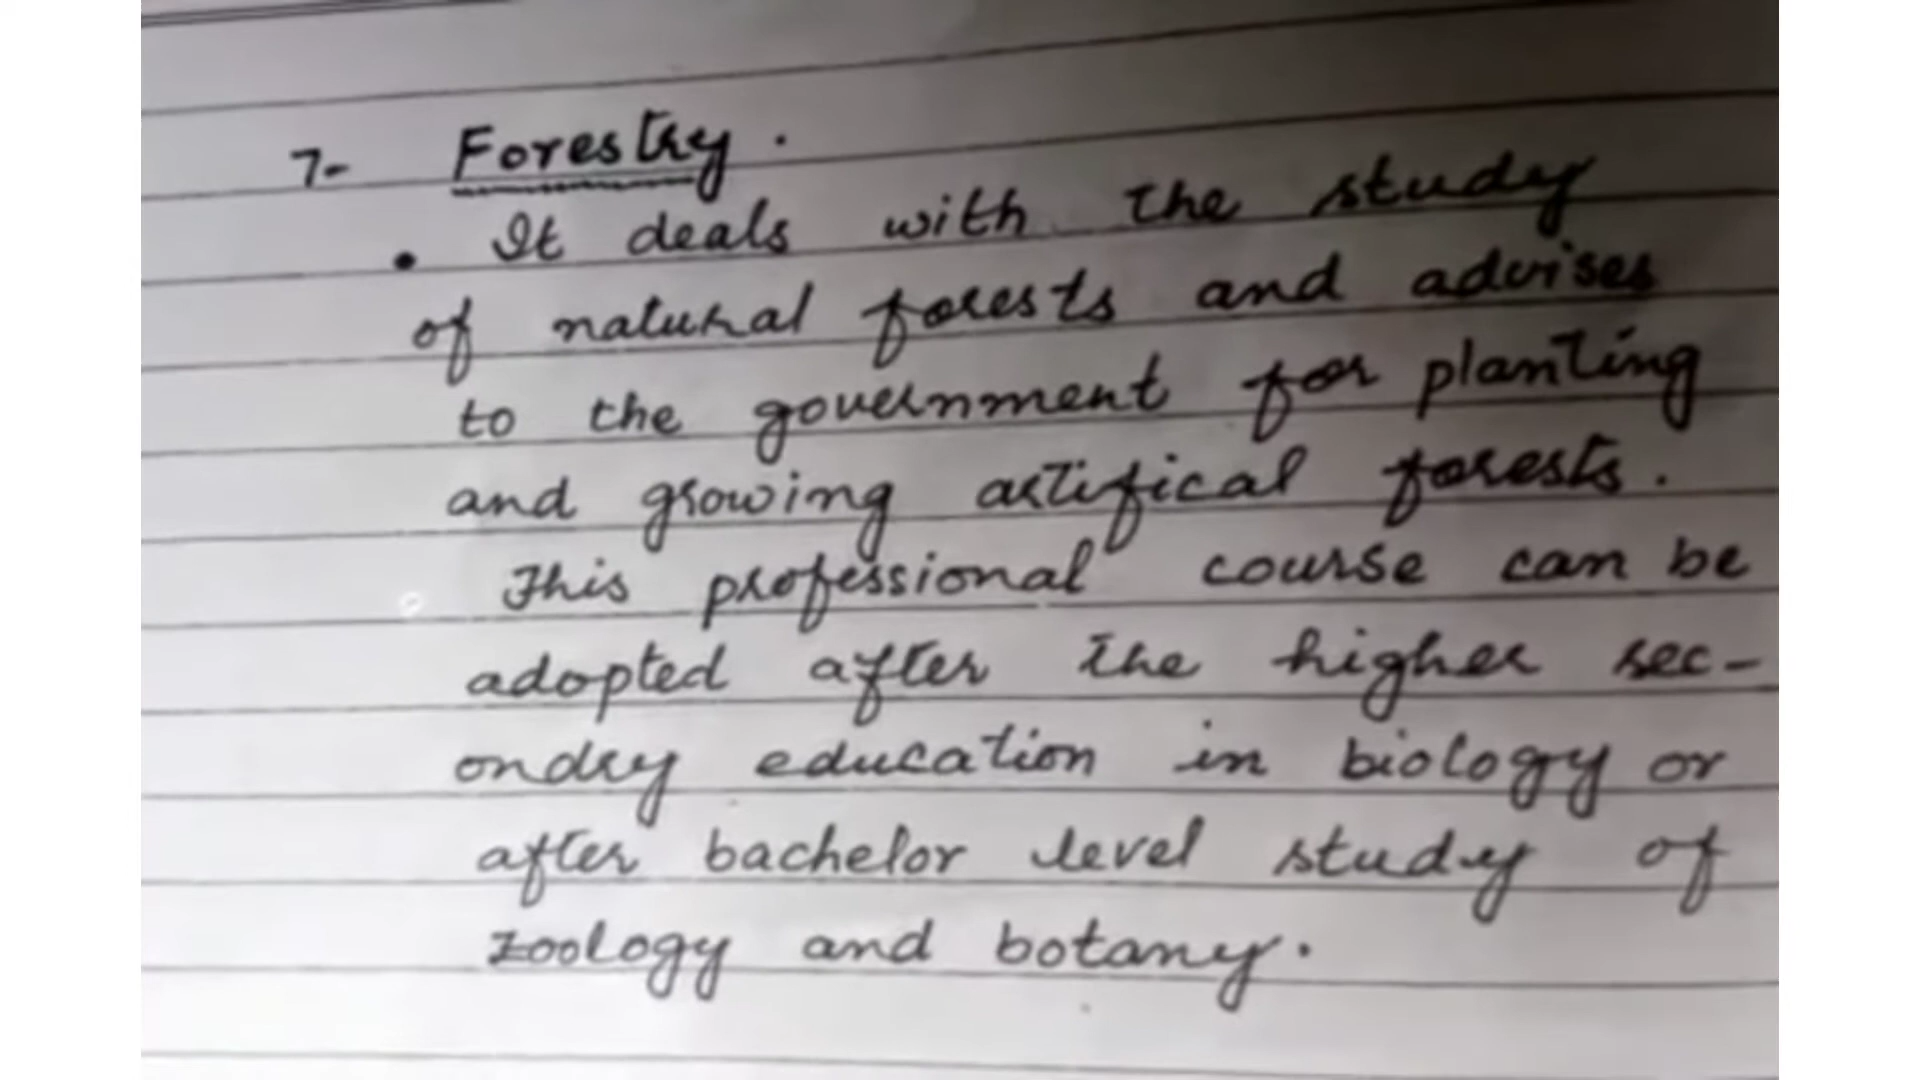 7- Forestry.
• It deals with the study
of natural forests and advises
to the government for planting
and growing artifical forests.
This professional course can be
adopted after the higher sec-
ondry education in biology or
after bachelor level study of
zoology and botany.